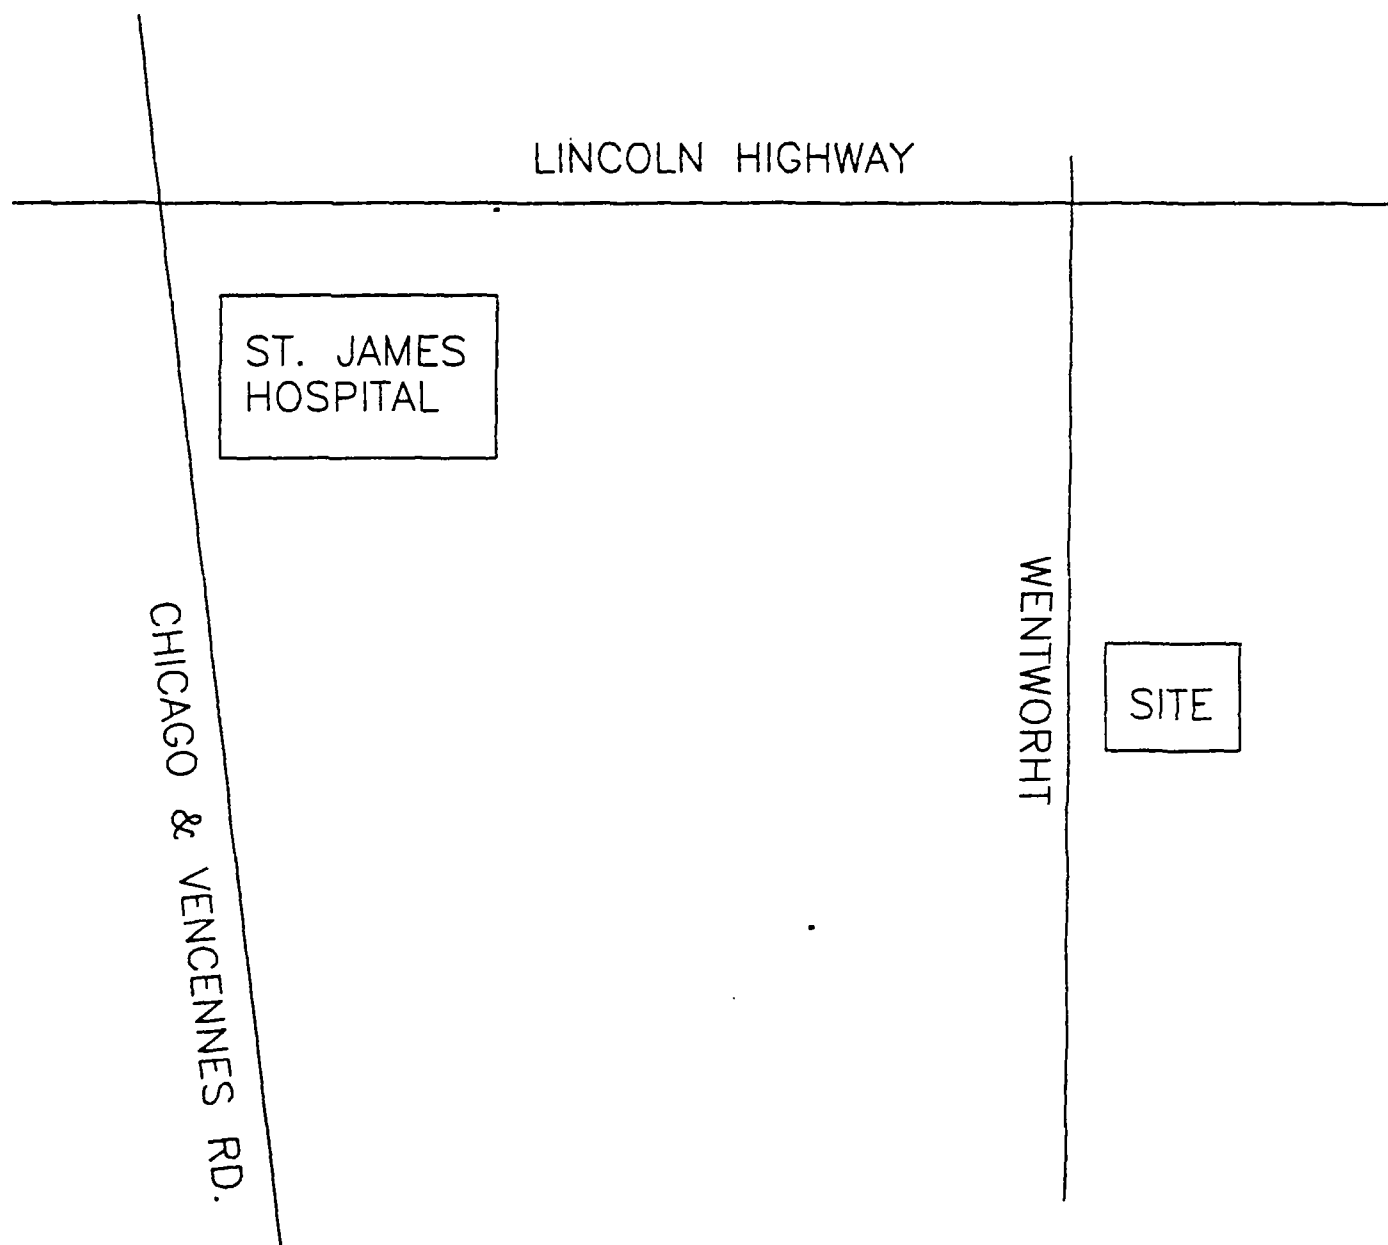 LINCOLN HIGHWAY
ST. JAMES
HOSPITAL
WENTWORHT
SITE
CHICAGO & VENCENNES RD.